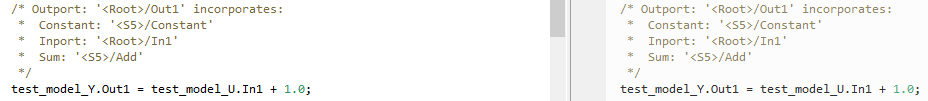 /* Outport: '<Root>/Out1' incorporates:
 *  Constant: '<S5>/Constant'
 *  Inport: '<Root>/In1'
 *  Sum: '<S5>/Add'
 */
test_model_Y.Out1 = test_model_U.In1 + 1.0;
/* Outport: '<Root>/Out1' incorporates:
 *  Constant: '<S5>/Constant'
 *  Inport: '<Root>/In1'
 *  Sum: '<S5>/Add'
 */
test_model_Y.Out1 = test_model_U.In1 + 1.0;